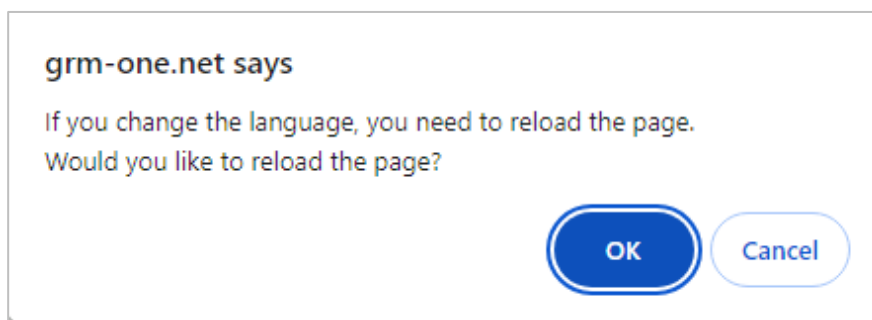 grm-one.net says
If you change the language, you need to reload the page.
Would you like to reload the page?
OK
Cancel